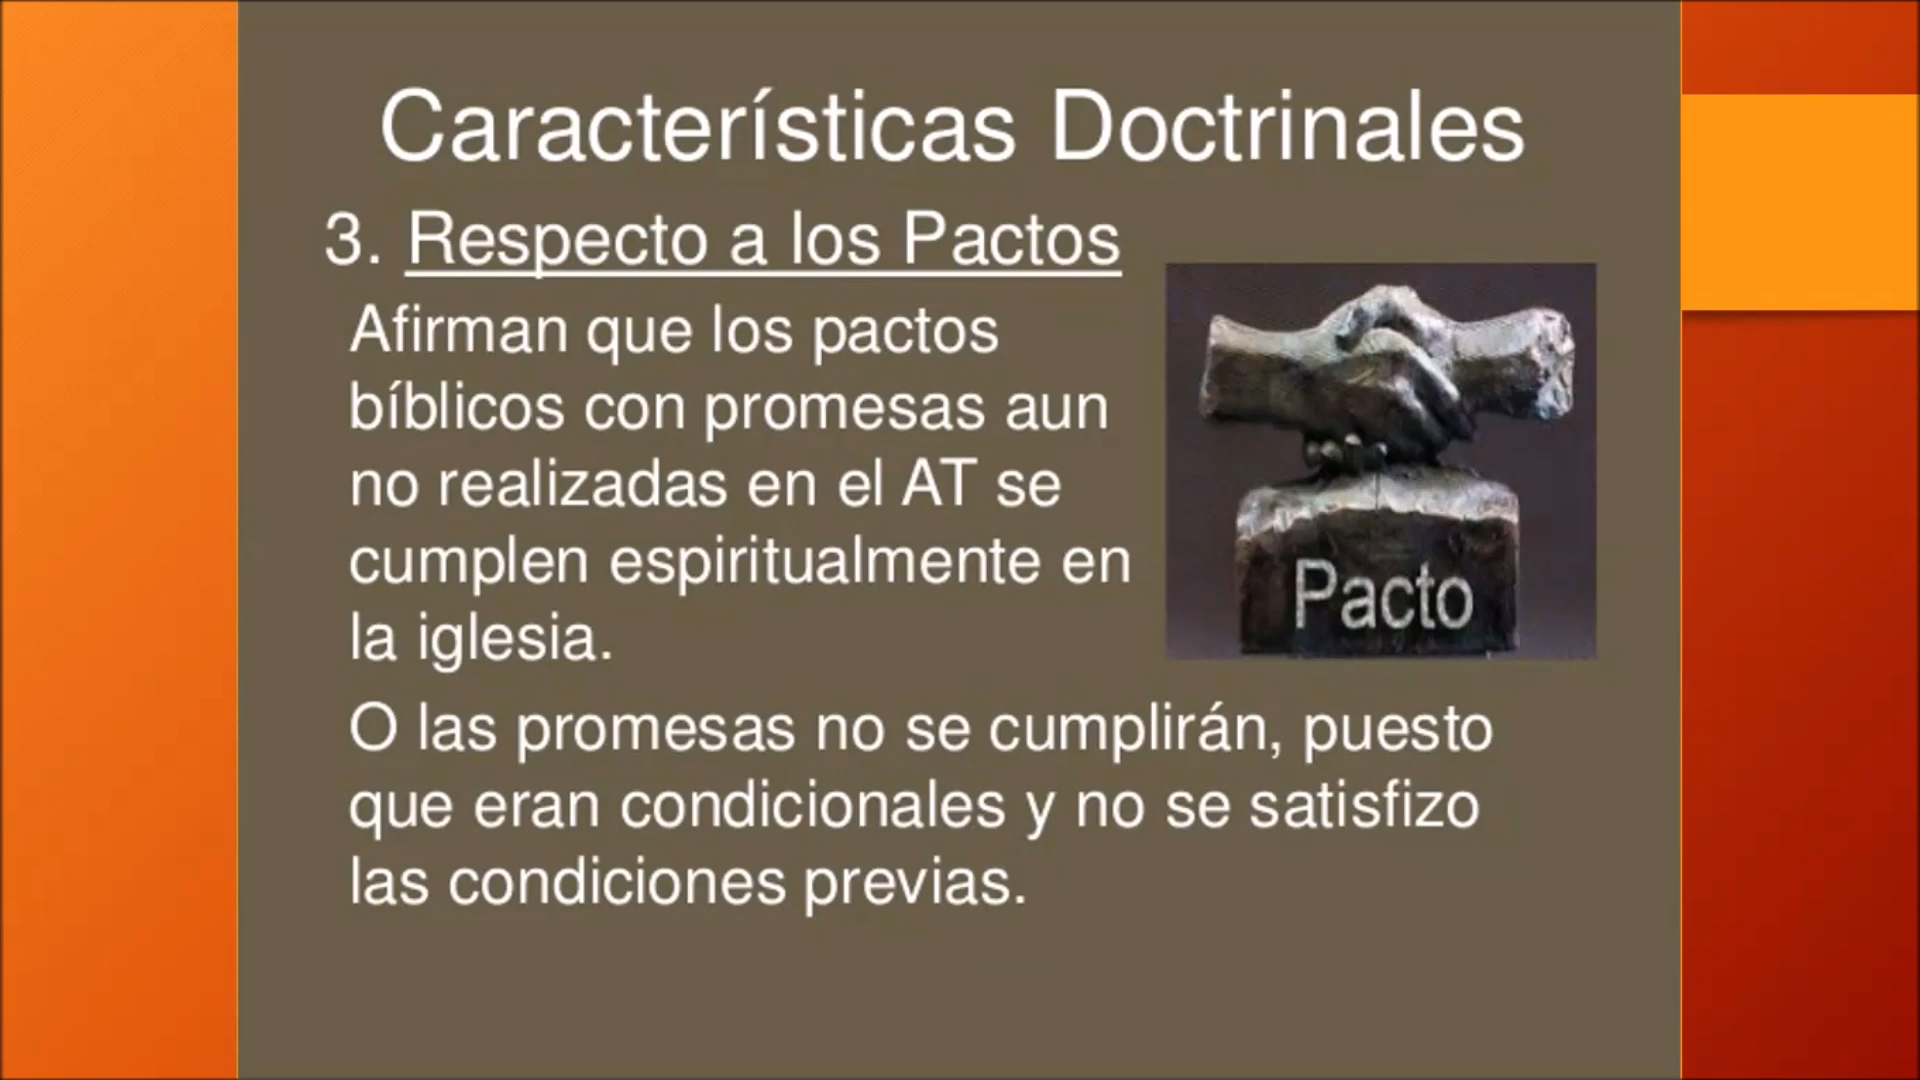 Características Doctrinales
3. Respecto a los Pactos
Afirman que los pactos
bíblicos con promesas aun
no realizadas en el AT se
cumplen espiritualmente en
la iglesia.
Pacto
O las promesas no se cumplirán, puesto
que eran condicionales y no se satisfizo
las condiciones previas.